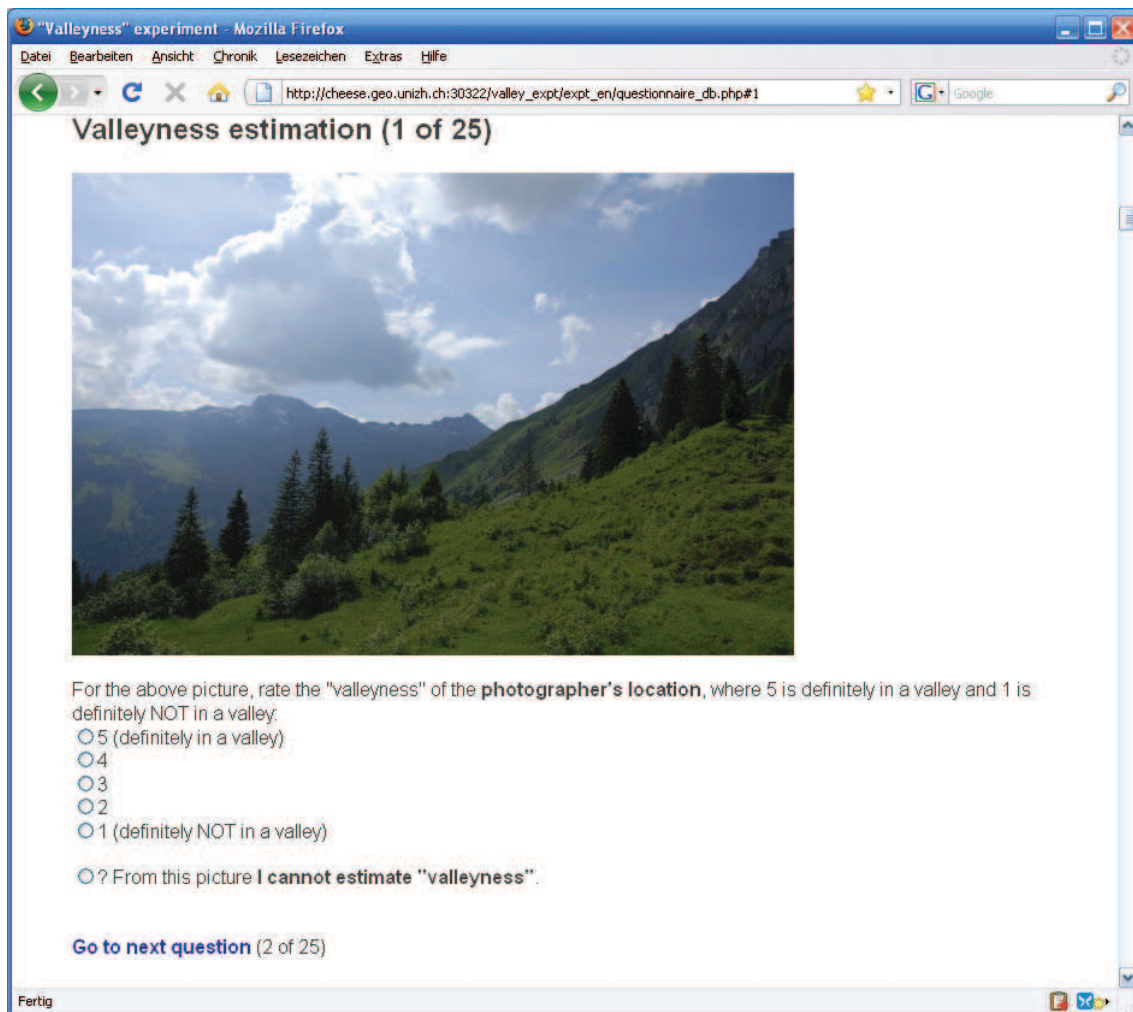 "Valleyness" experiment - Mozilla Firefox
Datei Bearbeiten Ansicht Chronik Lesezeichen Extras Hilfe
http://cheese.geo.unizh.ch:30322/valley_expt/expt_en/questionnaire_db.php#1
G Google
Valleyness estimation (1 of 25)
For the above picture, rate the "valleyness" of the photographer's location, where 5 is definitely in a valley and 1 is
definitely NOT in a valley:
5 (definitely in a valley)
4
3
2
1 (definitely NOT in a valley)
? From this picture I cannot estimate "valleyness".
Go to next question (2 of 25)
Fertig